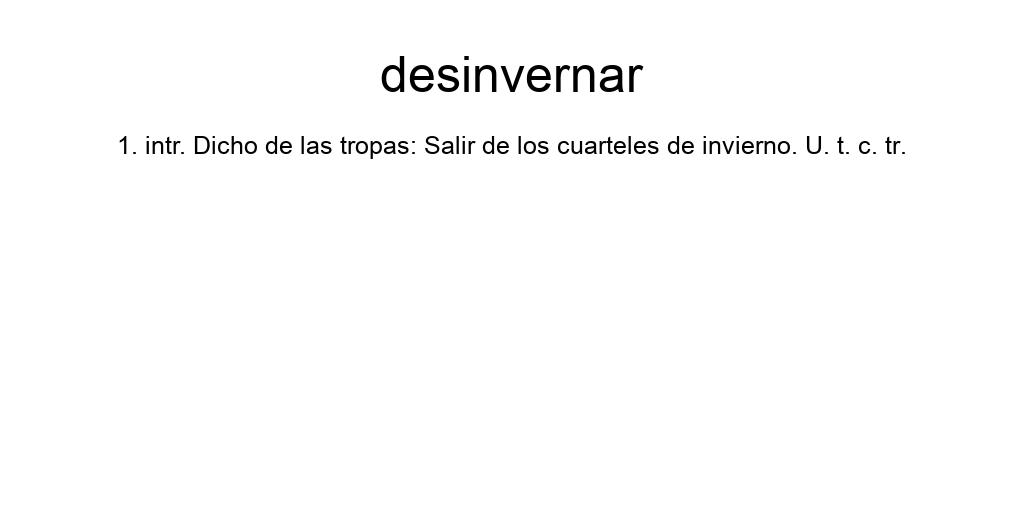 desinvernar
1. intr. Dicho de las tropas: Salir de los cuarteles de invierno. U. t. c. tr.